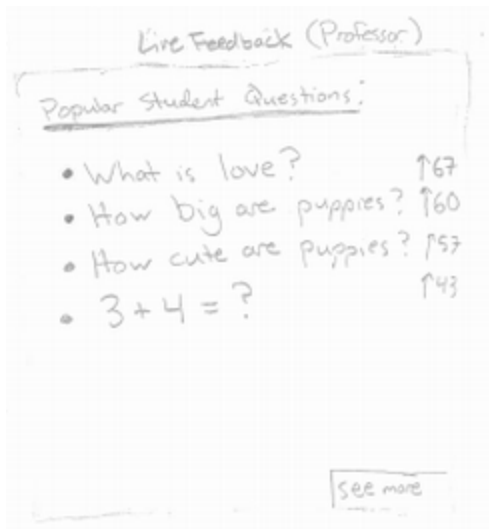 Live Feedback (Professor)
Popular Student Questions:
• What is love? ↑67
• How big are puppies? ↑60
• How cute are puppies? ↑57
• 3 + 4 = ? ↑43
see more